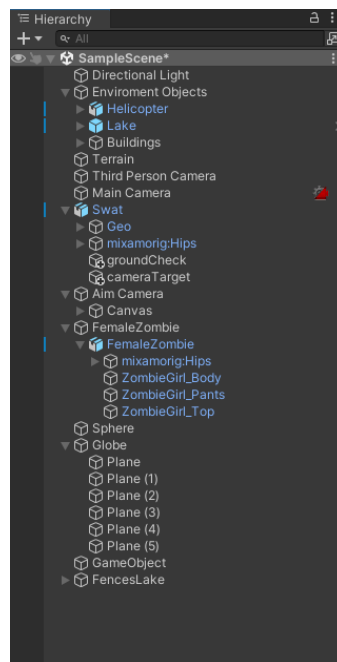 Hierarchy
All
SampleScene*
Directional Light
Enviroment Objects
Helicopter
Lake
Buildings
Terrain
Third Person Camera
Main Camera
Swat
Geo
mixamorig:Hips
groundCheck
cameraTarget
Aim Camera
Canvas
FemaleZombie
FemaleZombie
mixamorig:Hips
ZombieGirl_Body
ZombieGirl_Pants
ZombieGirl_Top
Sphere
Globe
Plane
Plane (1)
Plane (2)
Plane (3)
Plane (4)
Plane (5)
GameObject
FencesLake